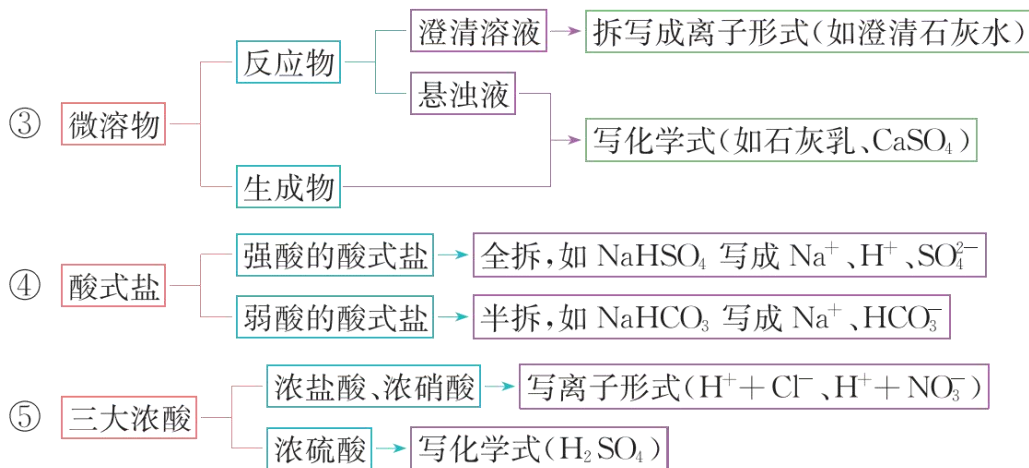 澄清溶液 拆写成离子形式(如澄清石灰水)
反应物
悬浊液
③ 微溶物
写化学式(如石灰乳、CaSO₄)
生成物
强酸的酸式盐 全拆,如 NaHSO₄ 写成 Na⁺、H⁺、SO₄²⁻
④ 酸式盐
弱酸的酸式盐 半拆,如 NaHCO₃ 写成 Na⁺、HCO₃⁻
浓盐酸、浓硝酸 写离子形式(H⁺+Cl⁻、H⁺+NO₃⁻)
⑤ 三大浓酸
浓硫酸 写化学式(H₂SO₄)